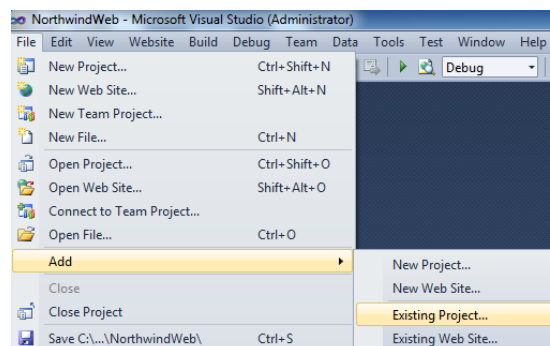 NorthwindWeb - Microsoft Visual Studio (Administrator)
File Edit View Website Build Debug Team Data Tools Test Window Help
New Project... Ctrl+Shift+N
Debug
New Web Site... Shift+Alt+N
New Team Project...
New File... Ctrl+N
Open Project... Ctrl+Shift+O
Open Web Site... Shift+Alt+O
Connect to Team Project...
Open File... Ctrl+O
Add
New Project...
Close
New Web Site...
Close Project
Existing Project...
Save C:\...\NorthwindWeb\ Ctrl+S
Existing Web Site...